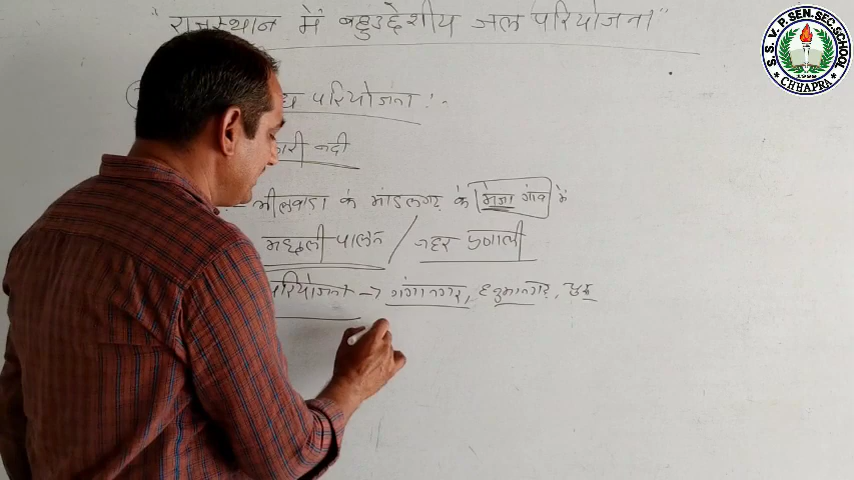 "राजस्थान में बहुउद्देशीय जल परियोजना"
परियोजना :-
नदी
भीलवाडा के मांडलगढ़ के मेजा गांव में
मछली पालन / नहर प्रणाली
परियोजना → गंगानगर, हनुमानगढ़, चुरू
S. S. V. P. SEN. SEC. SCHOOL
1998
CHHAPRA